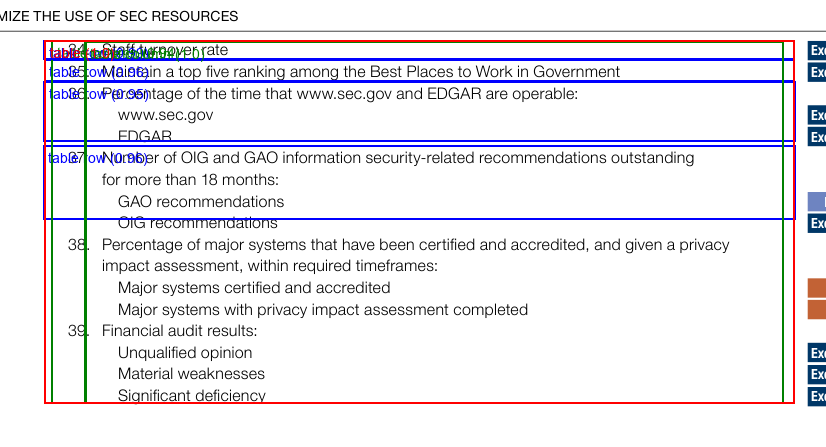 MIZE THE USE OF SEC RESOURCES
34. Staff turnover rate Exc
35. Maintain a top five ranking among the Best Places to Work in Government Exc
table row (0.96)
36. Percentage of the time that www.sec.gov and EDGAR are operable:
table row (0.95)
www.sec.gov Exc
EDGAR Exc
37. Number of OIG and GAO information security-related recommendations outstanding
table row (0.96)
for more than 18 months:
GAO recommendations
OIG recommendations Exc
38. Percentage of major systems that have been certified and accredited, and given a privacy
impact assessment, within required timeframes:
Major systems certified and accredited
Major systems with privacy impact assessment completed
39. Financial audit results:
Unqualified opinion Exc
Material weaknesses Exc
Significant deficiency Exc